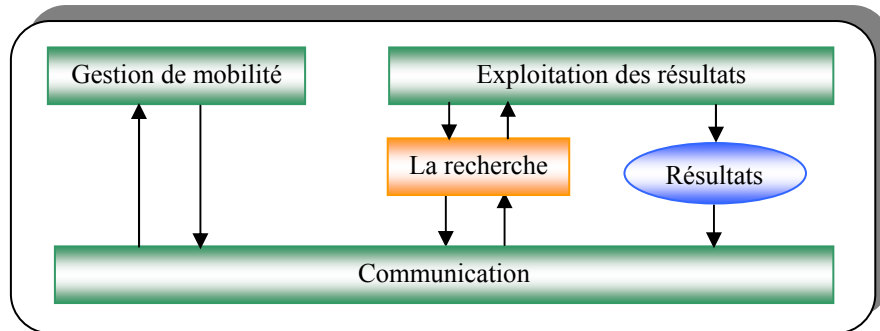 Gestion de mobilité
Exploitation des résultats
La recherche
Résultats
Communication